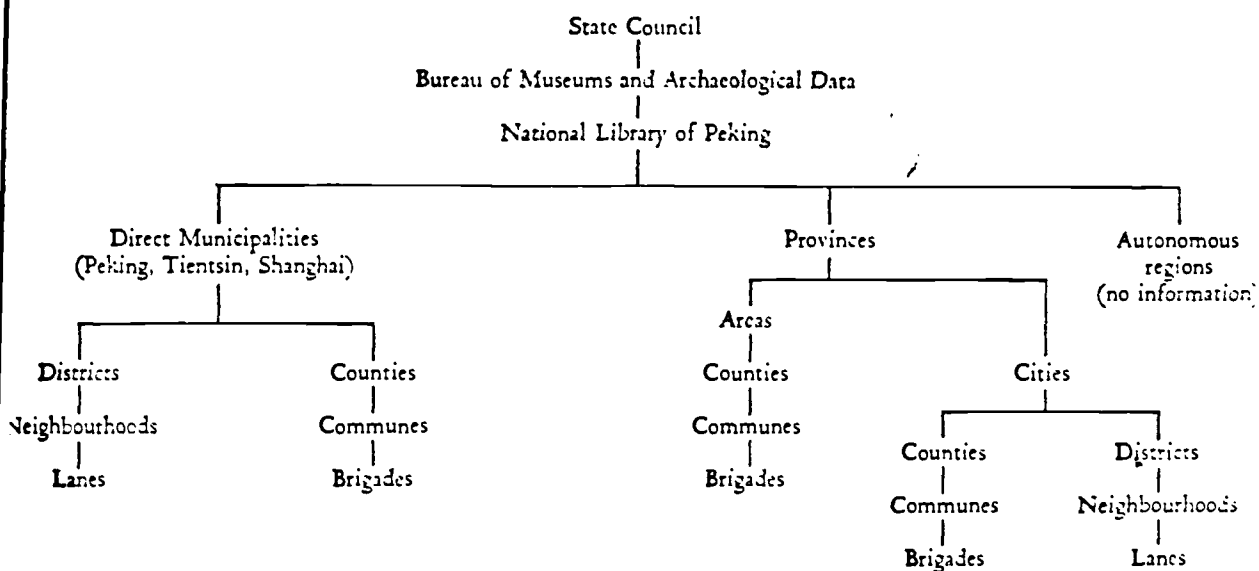 State Council
Bureau of Museums and Archaeological Data
National Library of Peking
Direct Municipalities
(Peking, Tientsin, Shanghai)
Provinces
Autonomous
regions
(no information)
Areas
Districts
Counties
Counties
Cities
Neighbourhoods
Communes
Communes
Counties
Districts
Lanes
Brigades
Brigades
Communes
Neighbourhoods
Brigades
Lanes